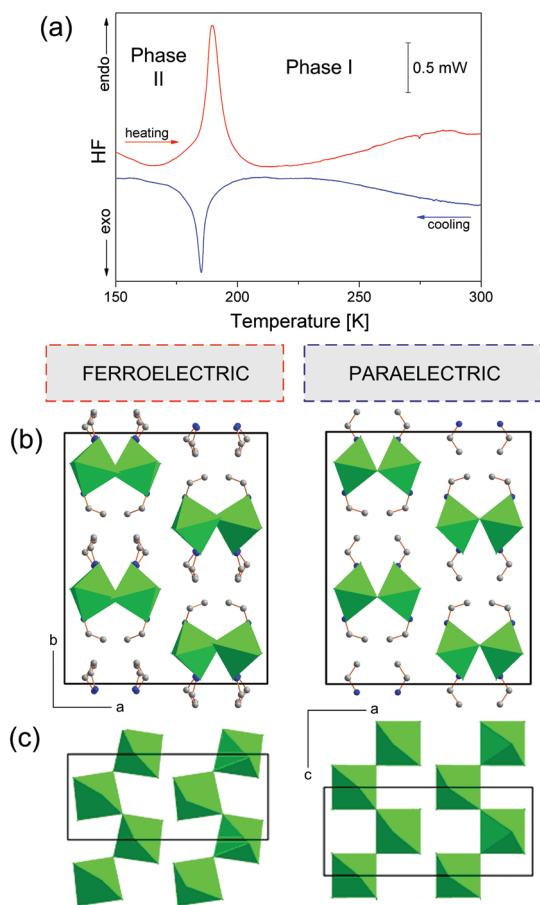 (a)
Phase
II
Phase I
0.5 mW
endo
HF
exo
heating
cooling
150
200
250
300
Temperature [K]
FERROELECTRIC
PARAELECTRIC
(b)
b
a
(c)
a
c